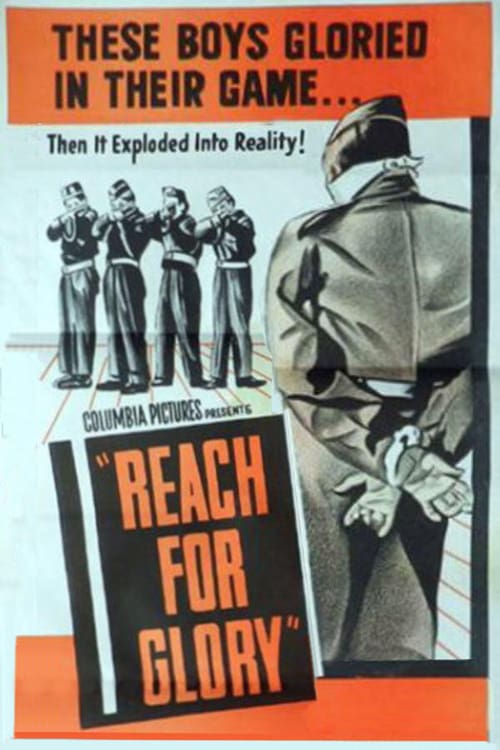 THESE BOYS GLORIED
IN THEIR GAME...
Then It Exploded Into Reality!
COLUMBIA PICTURES PRESENTS
"REACH
FOR
GLORY"